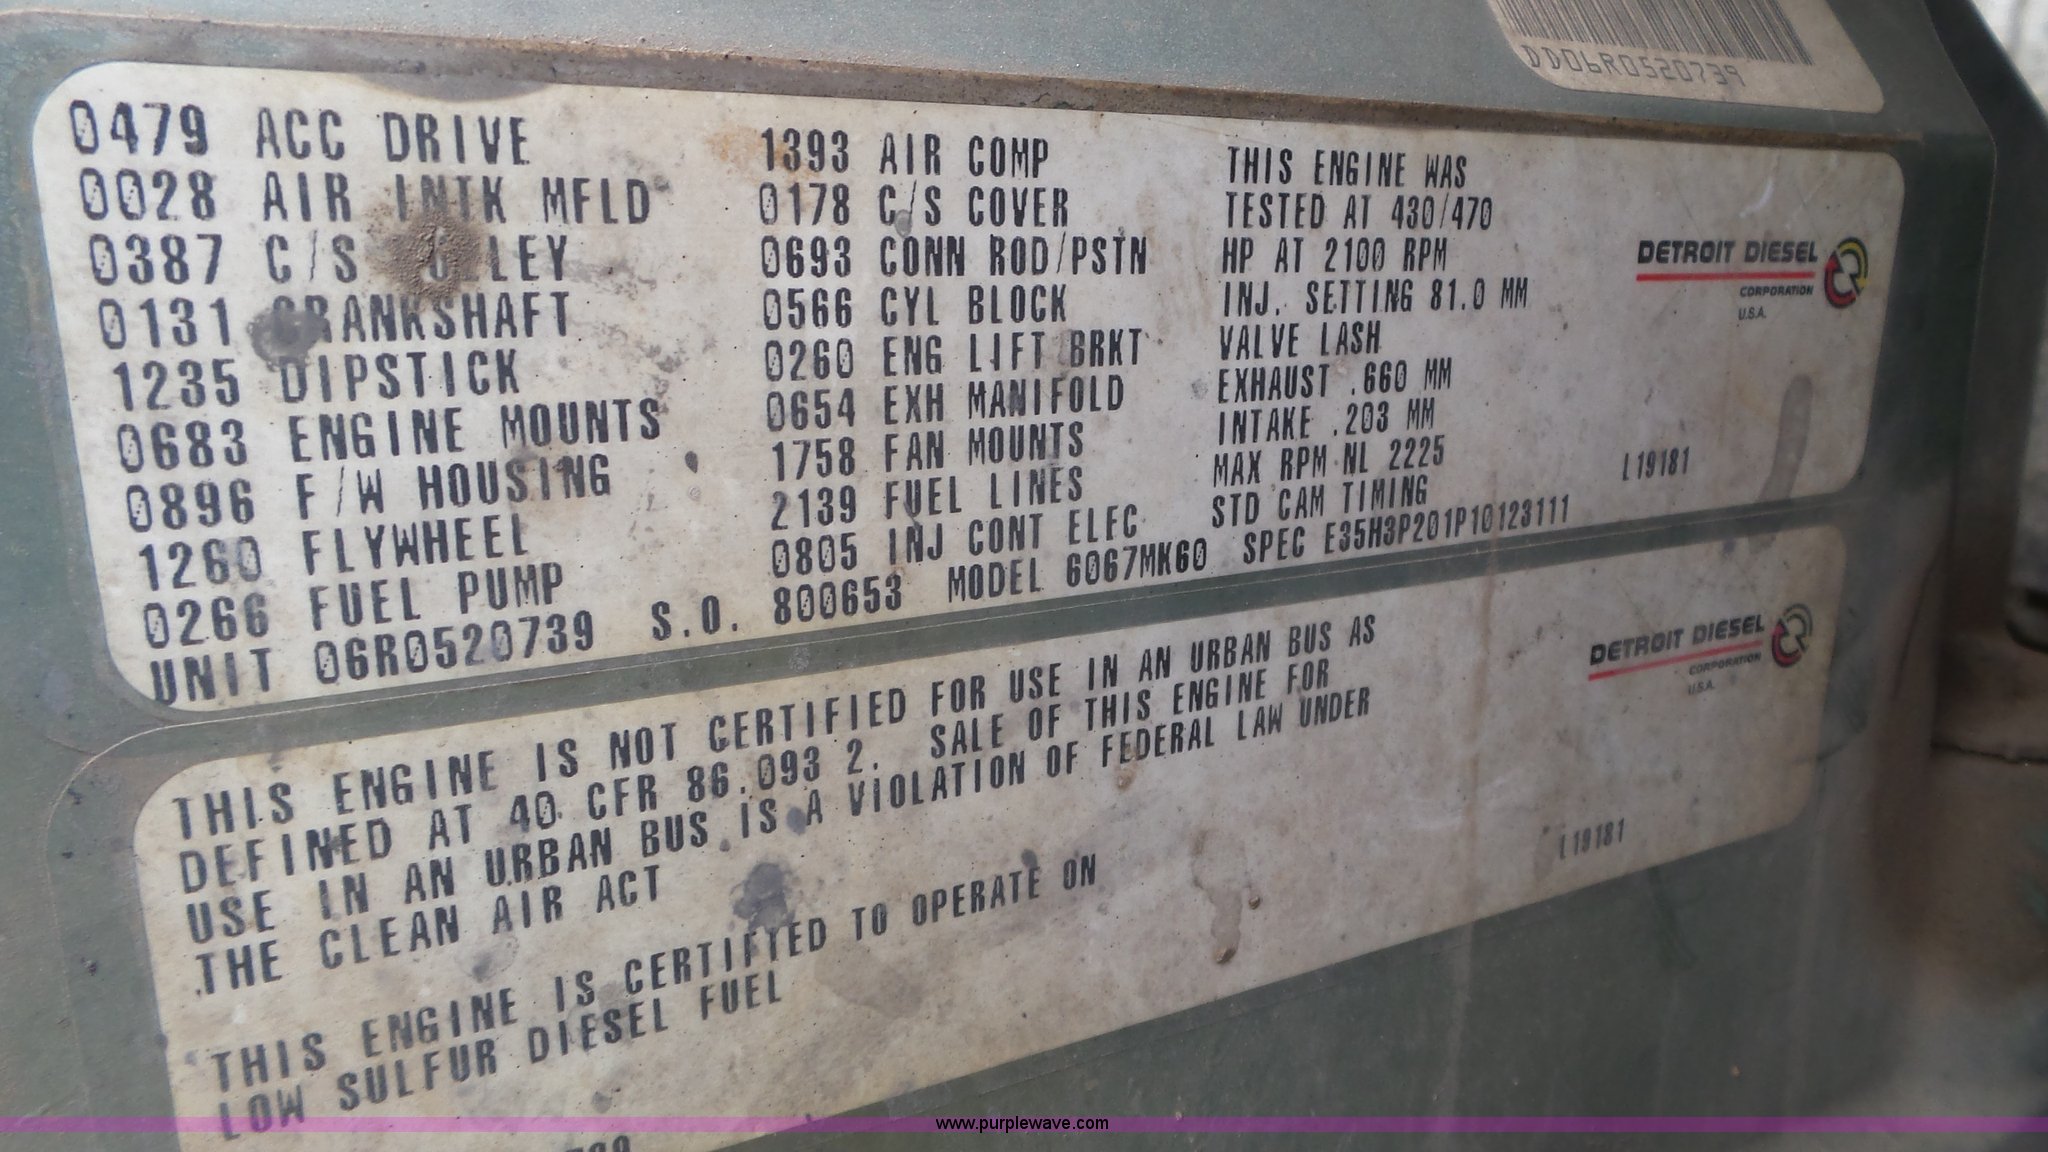 DD06R0520739
0479 ACC DRIVE
0028 AIR INTK MFLD
0387 C/S
0131 CRANKSHAFT
1235 DIPSTICK
0683 ENGINE MOUNTS
0896 F/W HOUSING
1260 FLYWHEEL
0266 FUEL PUMP
1393 AIR COMP
0178 C/S COVER
0693 CONN ROD/PSTN
0566 CYL BLOCK
0260 ENG LIFT BRKT
0654 EXH MANIFOLD
1758 FAN MOUNTS
2139 FUEL LINES
0805 INJ CONT ELEC
THIS ENGINE WAS
TESTED AT 430/470
HP AT 2100 RPM
INJ. SETTING 81.0 MM
VALVE LASH
EXHAUST .660 MM
INTAKE .203 MM
MAX RPM NL 2225
STD CAM TIMING
UNIT 06R0520739 S.O. 800653 MODEL 6067MK60 SPEC E35H3P201P10123111
DETROIT DIESEL
CORPORATION
U.S.A.
L19181
THIS ENGINE IS NOT CERTIFIED FOR USE IN AN URBAN BUS AS
DEFINED AT 40 CFR 86.093 2. SALE OF THIS ENGINE FOR
USE IN AN URBAN BUS IS A VIOLATION OF FEDERAL LAW UNDER
THE CLEAN AIR ACT
THIS ENGINE IS CERTIFIED TO OPERATE ON
LOW SULFUR DIESEL FUEL
DETROIT DIESEL
CORPORATION
U.S.A.
L19181
www.purplewave.com